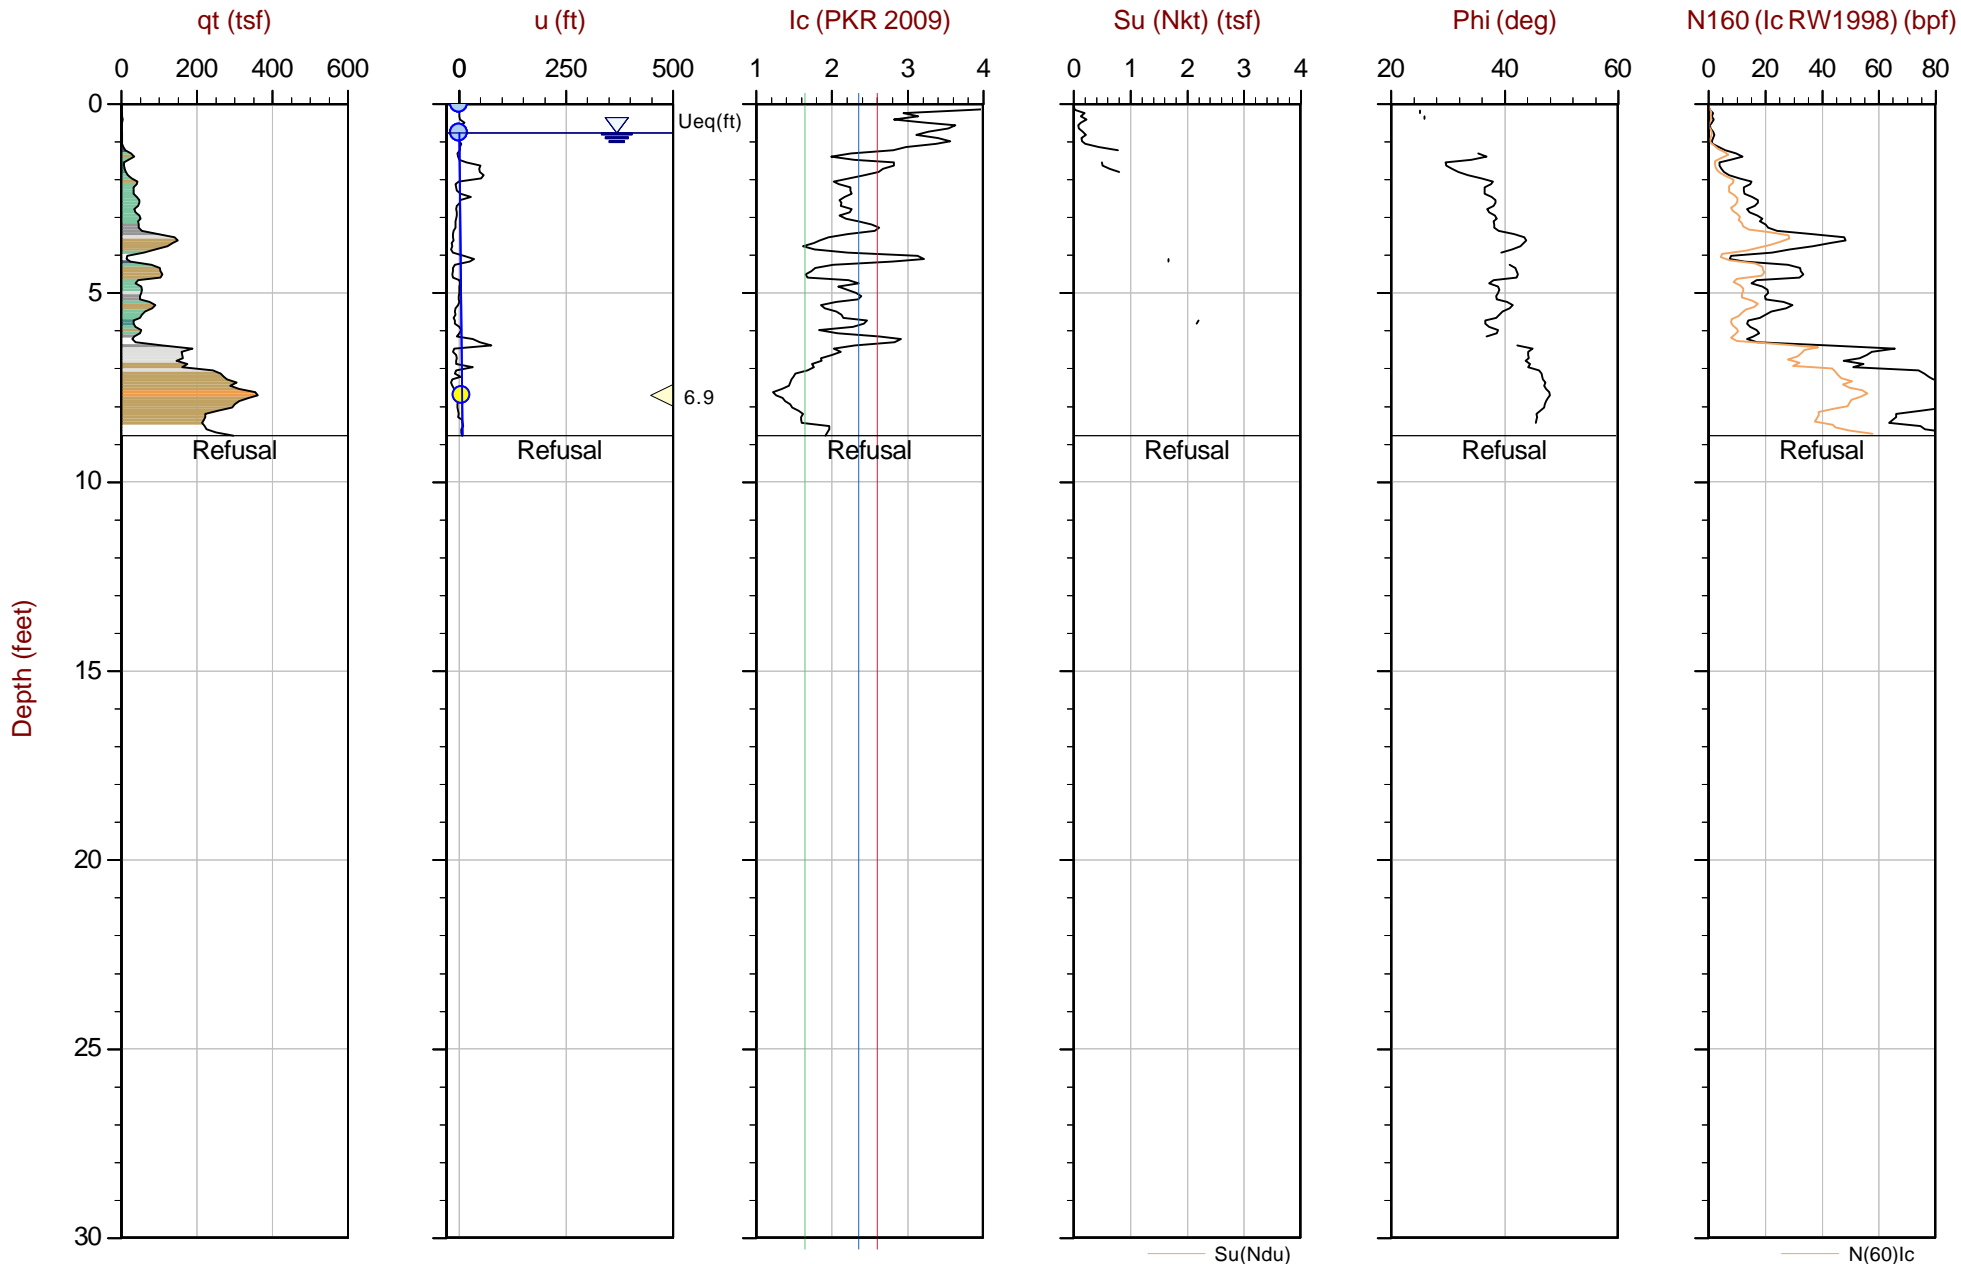 qt (tsf) u (ft) Ic (PKR 2009) Su (Nkt) (tsf) Phi (deg) N160 (Ic RW1998) (bpf)
0 200 400 600 0 250 500 1 2 3 4 0 1 2 3 4 20 40 60 0 20 40 60 80
0
Ueq(ft)
5
6.9
Refusal Refusal Refusal Refusal Refusal Refusal
10
15
Depth (feet)
20
25
30
Su(Ndu) N(60)Ic